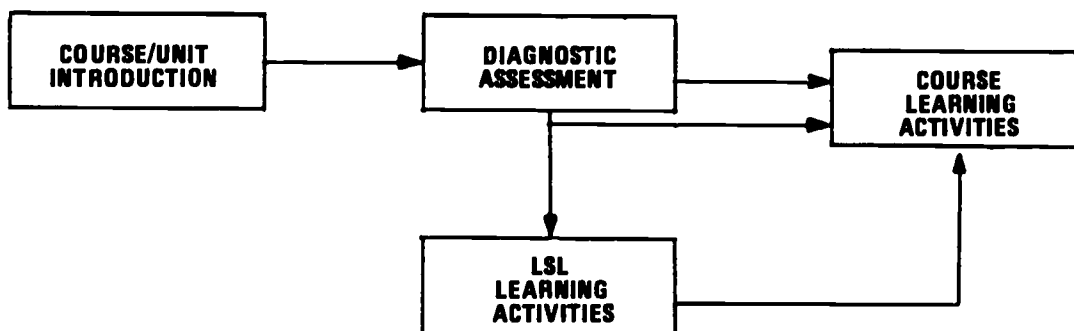 COURSE/UNIT
INTRODUCTION
DIAGNOSTIC
ASSESSMENT
COURSE
LEARNING
ACTIVITIES
LSL
LEARNING
ACTIVITIES